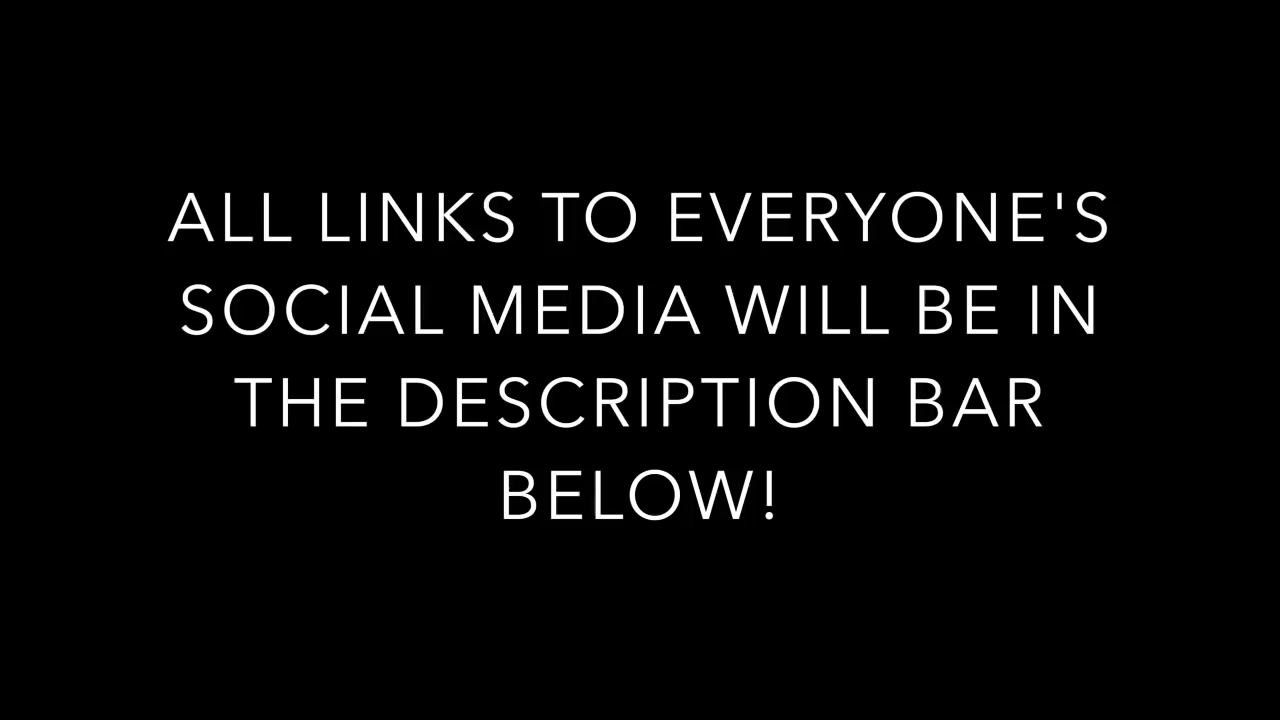 ALL LINKS TO EVERYONE'S
SOCIAL MEDIA WILL BE IN
THE DESCRIPTION BAR
BELOW!